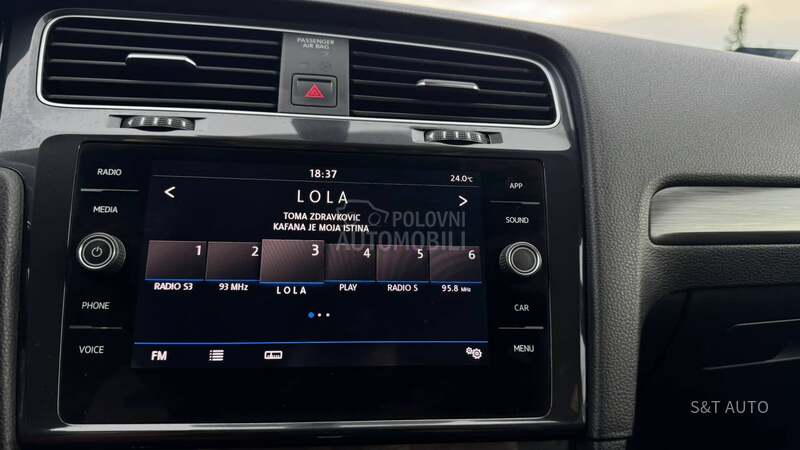 PASSENGER
AIR BAG
RADIO
MEDIA
PHONE
VOICE
18:37
24.0°C
<
LOLA
>
TOMA ZDRAVKOVIC
KAFANA JE MOJA ISTINA
POLOVNI
AUTOMOBILI
1 2 3 4 5 6
RADIO S3 93 MHz LOLA PLAY RADIO S 95.8 MHz
FM
APP
SOUND
CAR
MENU
S&T AUTO